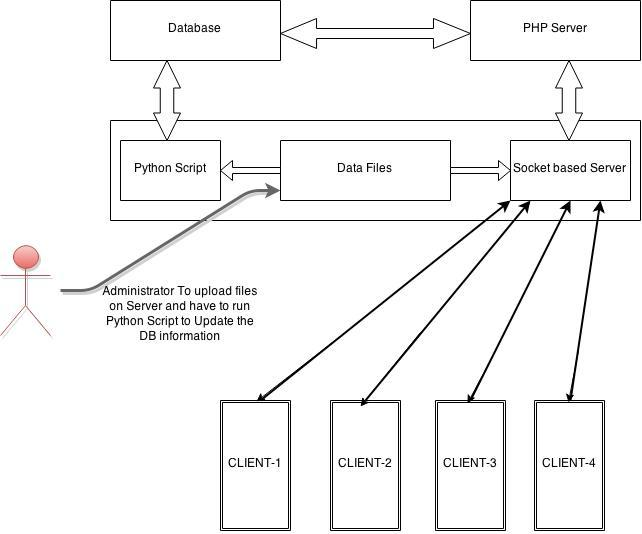 Database
PHP Server
Python Script
Data Files
Socket based Server
Administrator To upload files
on Server and have to run
Python Script to Update the
DB information
CLIENT-1
CLIENT-2
CLIENT-3
CLIENT-4